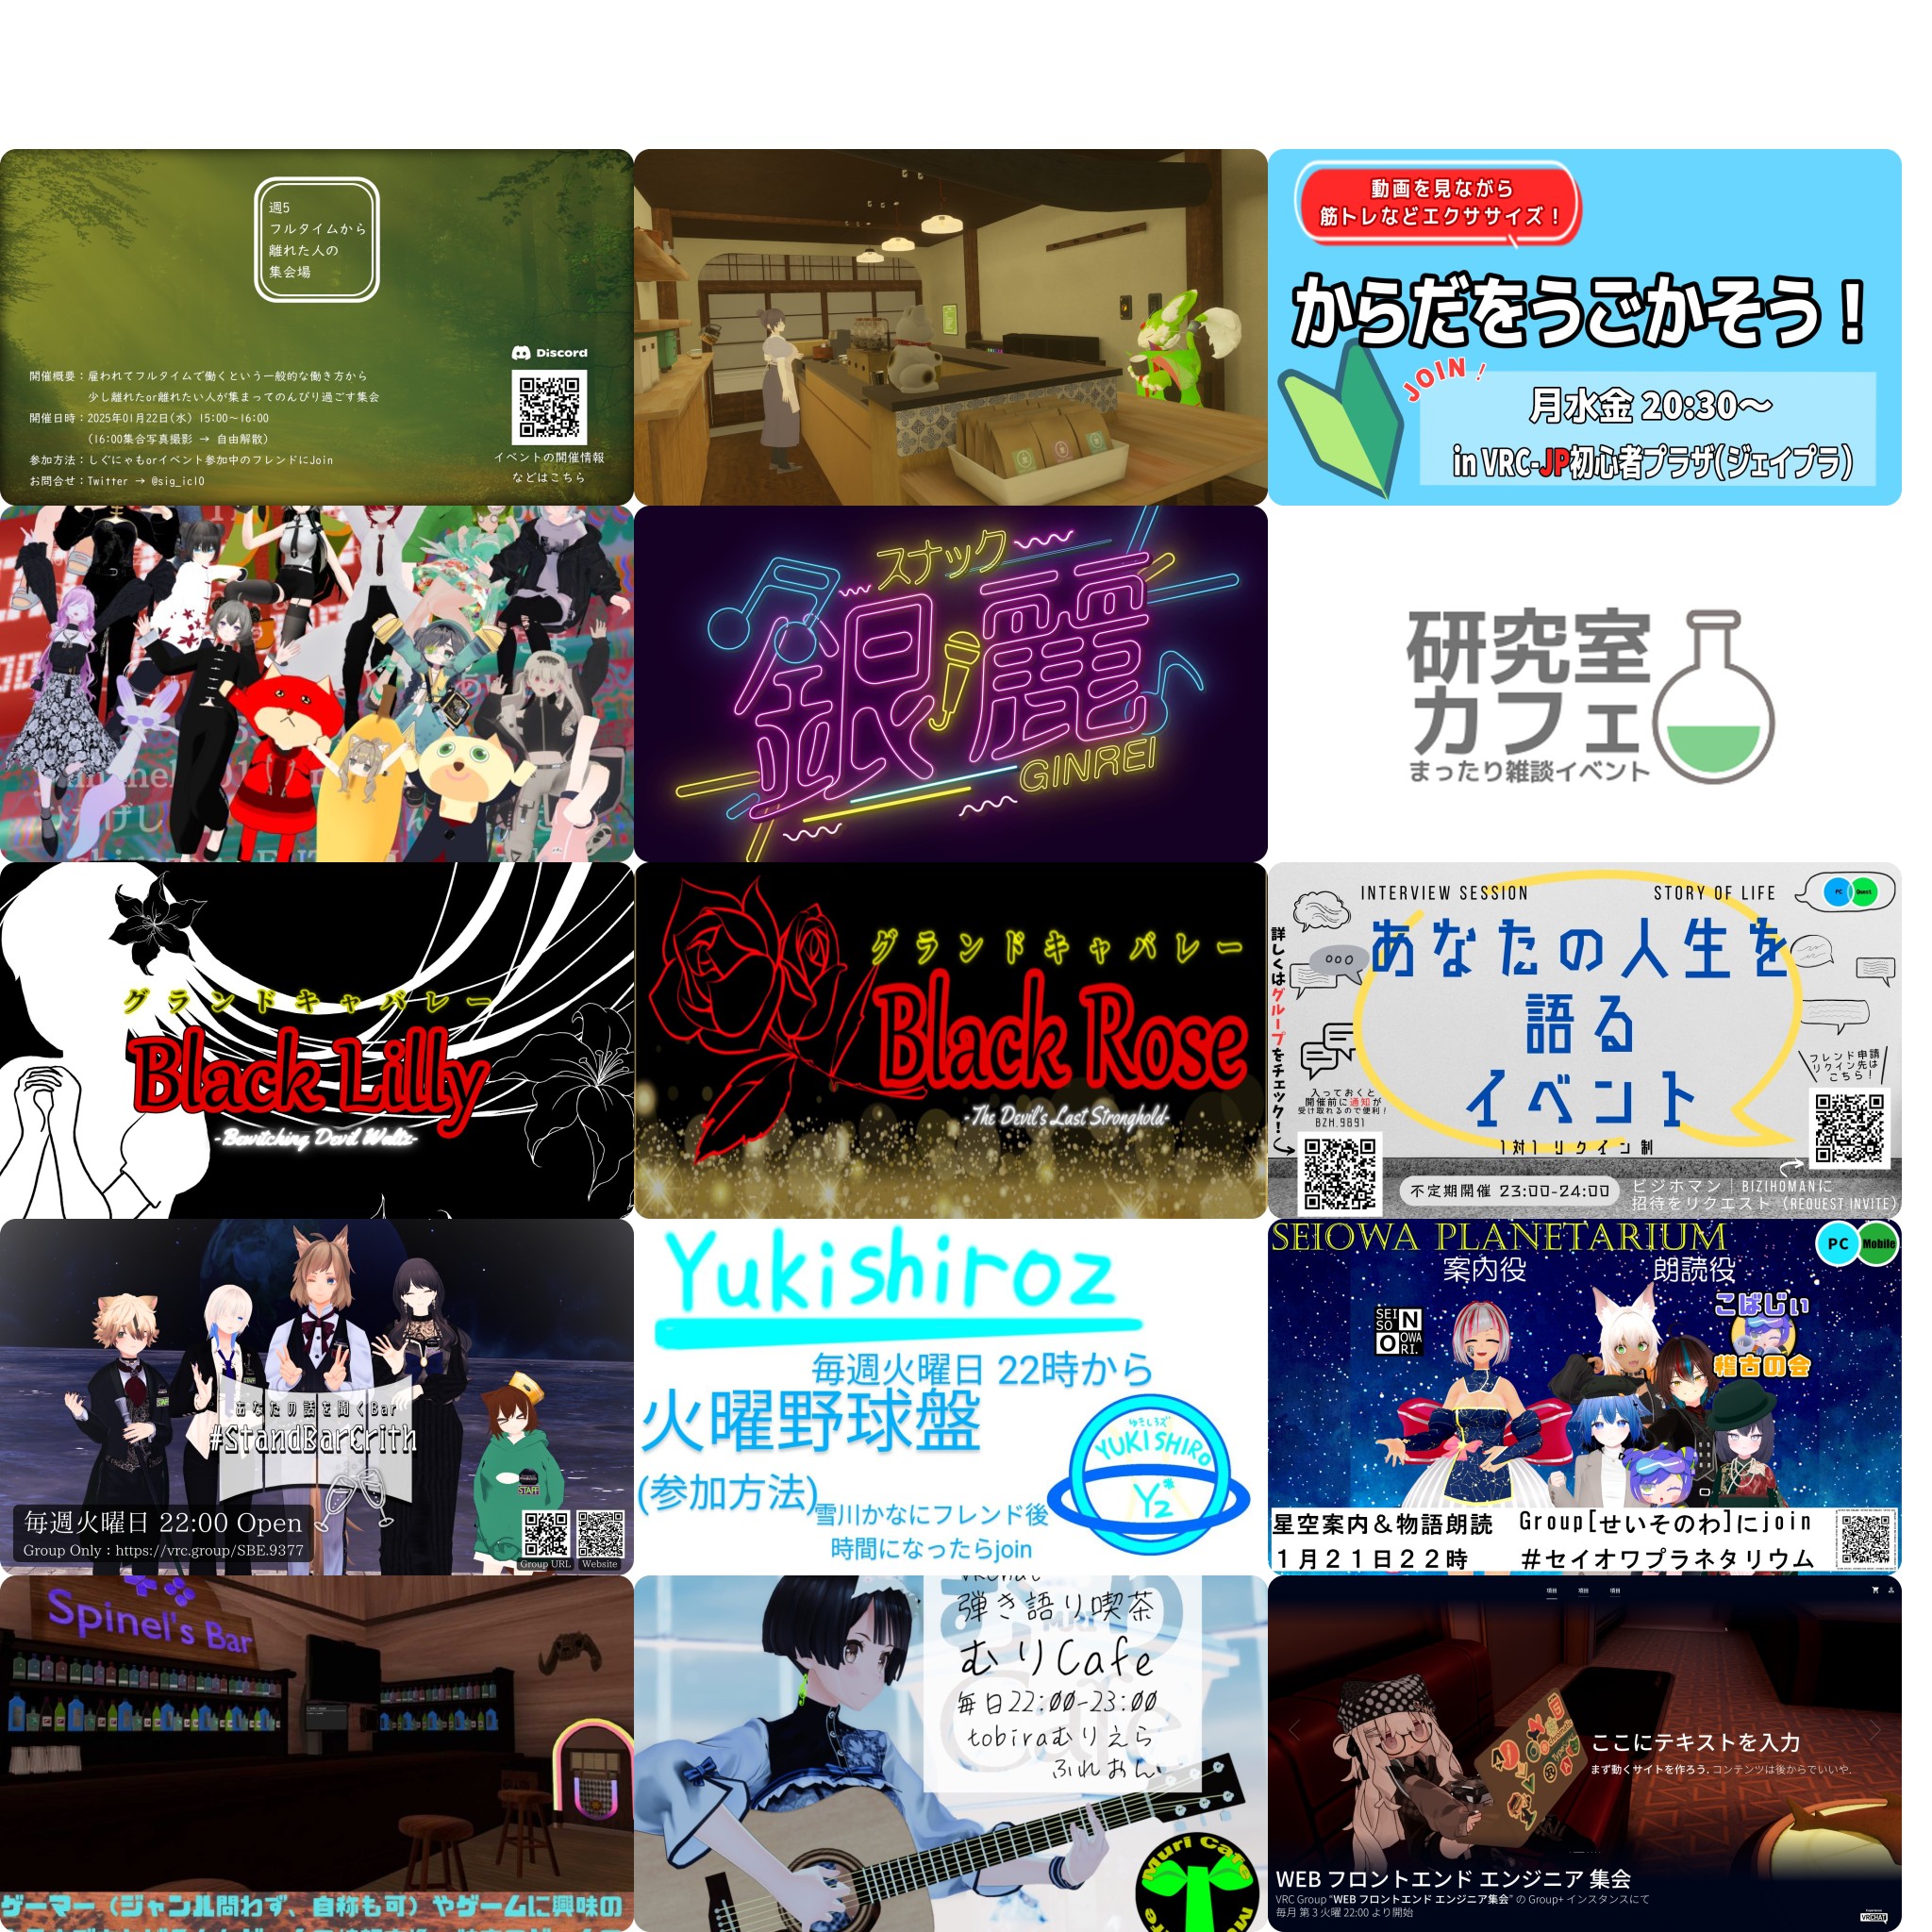 週5
フルタイムから
離れた人の
集会場
Discord
開催概要：雇われてフルタイムで働くという一般的な働き方から
少し離れたor離れたい人が集まってのんびり過ごす集会
開催日時：2025年01月22日(水) 15:00～16:00
(16:00集合写真撮影 → 自由解散)
参加方法：しぐにゃもorイベント参加中のフレンドにJoin
お問合せ：Twitter → @sig_ic10
イベントの開催情報
などはこちら
動画を見ながら
筋トレなどエクササイズ！
からだをうごかそう！
JOIN！
月水金 20:30～
in VRC-JP初心者プラザ(ジェイプラ)
スナック
銀麗
GINREI
研究室
カフェ
まったり雑談イベント
グランドキャバレー
Black Lilly
-Bewitching Devil Waltz-
グランドキャバレー
Black Rose
-The Devil's Last Stronghold-
INTERVIEW SESSION
STORY OF LIFE
PC
Quest
あなたの人生を
語る
イベント
1対1 リクイン制
詳しくはグループをチェック！
入っておくと
開催前に通知が
受け取れるので便利！
BZH.9891
フレンド申請
リクイン先は
こちら！
不定期開催 23:00-24:00
ビジホマン｜BIZIHOMANに
招待をリクエスト (REQUEST INVITE)
あなたの話を聞くBar
#StandBarErith
毎週火曜日 22:00 Open
Group Only : https://vrc.group/SBE.9377
STAFF
Group URL
Website
Yukishiroz
毎週火曜日 22時から
火曜野球盤
(参加方法)
雪川かなにフレンド後
時間になったらjoin
ゆきしろズ
YUKISHIRO
YZ
SEIOWA PLANETARIUM
PC
Mobile
案内役
朗読役
SEI
SO
N
O
OWA
RI.
こばじい
稽古の会
星空案内＆物語朗読
Group[せいそのわ]にjoin
1月21日22時
#セイオワプラネタリウム
Spinel's Bar
ゲーマー（ジャンル問わず、自称も可）やゲームに興味の
VRChat
弾き語り喫茶
むりCafe
毎日22:00-23:00
tobiraむりえら
ふれおん
Muri Cafe
項目
項目
項目
ここにテキストを入力
まず動くサイトを作ろう. コンテンツは後からでいいや.
WEB フロントエンド エンジニア 集会
VRC Group "WEB フロントエンド エンジニア集会" の Group+ インスタンスにて
毎月 第 3 火曜 22:00 より開始
VRCHAT